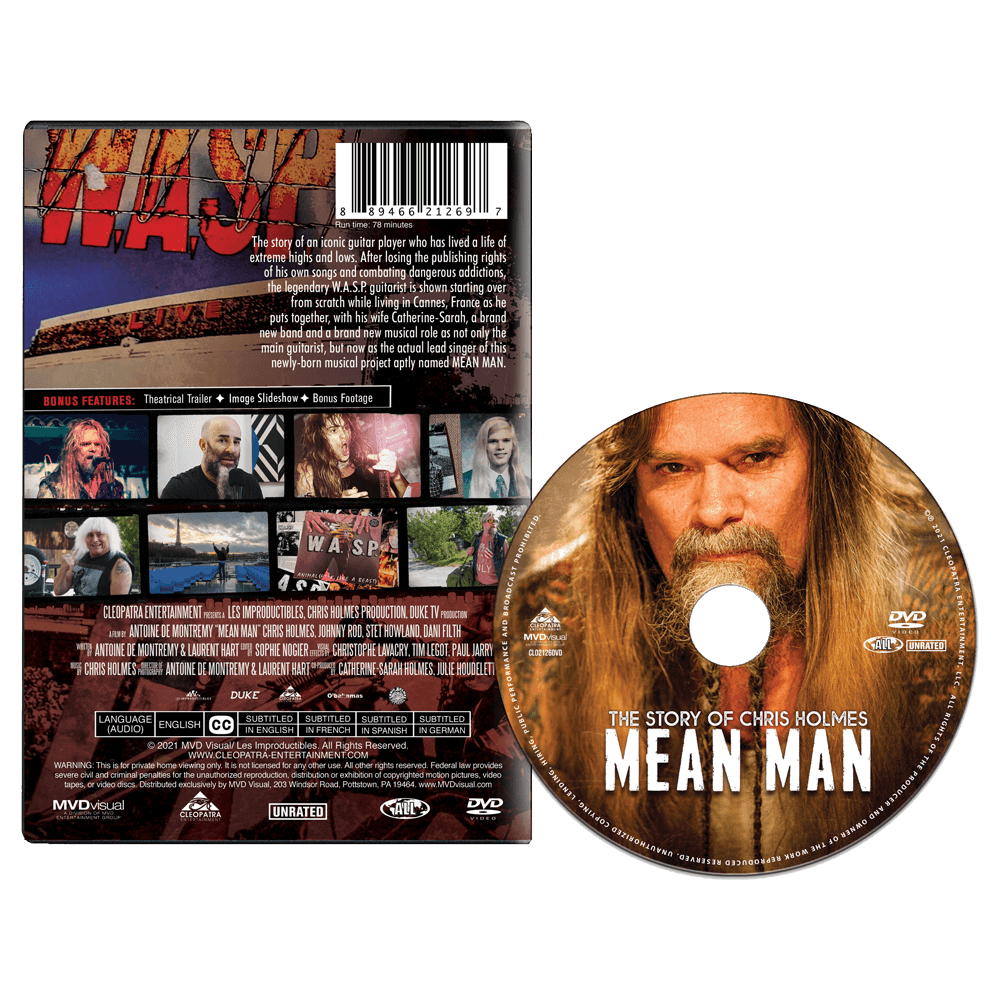 W.A.S.P.
LIVE
8 89466 21269 7
Run time: 78 minutes
The story of an iconic guitar player who has lived a life of
extreme highs and lows. After losing the publishing rights
of his own songs and combating dangerous addictions,
the legendary W.A.S.P. guitarist is shown starting over
from scratch while living in Cannes, France as he
puts together, with his wife Catherine-Sarah, a brand
new band and a brand new musical role as not only the
main guitarist, but now as the actual lead singer of this
newly-born musical project aptly named MEAN MAN.
BONUS FEATURES: Theatrical Trailer ✦ Image Slideshow ✦ Bonus Footage
W.A.S.P.
CLEOPATRA ENTERTAINMENT PRESENTS A LES IMPRODUCTIBLES, CHRIS HOLMES PRODUCTION, DUKE TV PRODUCTION
A FILM BY ANTOINE DE MONTREMY "MEAN MAN" CHRIS HOLMES, JOHNNY ROD, STET HOWLAND, DANI FILTH
WRITTEN BY ANTOINE DE MONTREMY & LAURENT HART EDITED BY SOPHIE NOGIER VISUAL EFFECTS BY CHRISTOPHE LAVACRY, TIM LEGOT, PAUL JARRY
MUSIC BY CHRIS HOLMES DIRECTOR OF PHOTOGRAPHY ANTOINE DE MONTREMY & LAURENT HART CO-PRODUCED BY CATHERINE-SARAH HOLMES, JULIE HOUDELETTE
DUKE CLEOPATRA O'bahamas
LANGUAGE (AUDIO) ENGLISH CC SUBTITLED IN ENGLISH SUBTITLED IN FRENCH SUBTITLED IN SPANISH SUBTITLED IN GERMAN
© 2021 MVD Visual/ Les Improductibles. All Rights Reserved.
WWW.CLEOPATRA-ENTERTAINMENT.COM
WARNING: This is for private home viewing only. It is not licensed for any other use. All other rights reserved. Federal law provides
severe civil and criminal penalties for the unauthorized reproduction, distribution or exhibition of copyrighted motion pictures, video
tapes, or video discs. Distributed exclusively by MVD Visual, 203 Windsor Road, Pottstown, PA 19464. www.MVDvisual.com
MVDvisual
A DIVISION OF MVD
ENTERTAINMENT GROUP
CLEOPATRA
ENTERTAINMENT
UNRATED
ALL
DVD
VIDEO
©℗ 2021 CLEOPATRA ENTERTAINMENT LLC. ALL RIGHTS OF THE PRODUCER AND OWNER OF THE WORK REPRODUCED RESERVED. UNAUTHORIZED COPYING, HIRING, LENDING, PUBLIC PERFORMANCE AND BROADCAST PROHIBITED.
CLEOPATRA
ENTERTAINMENT
MVDvisual
CLO2126DVD
DVD
VIDEO
ALL
UNRATED
THE STORY OF CHRIS HOLMES
MEAN MAN